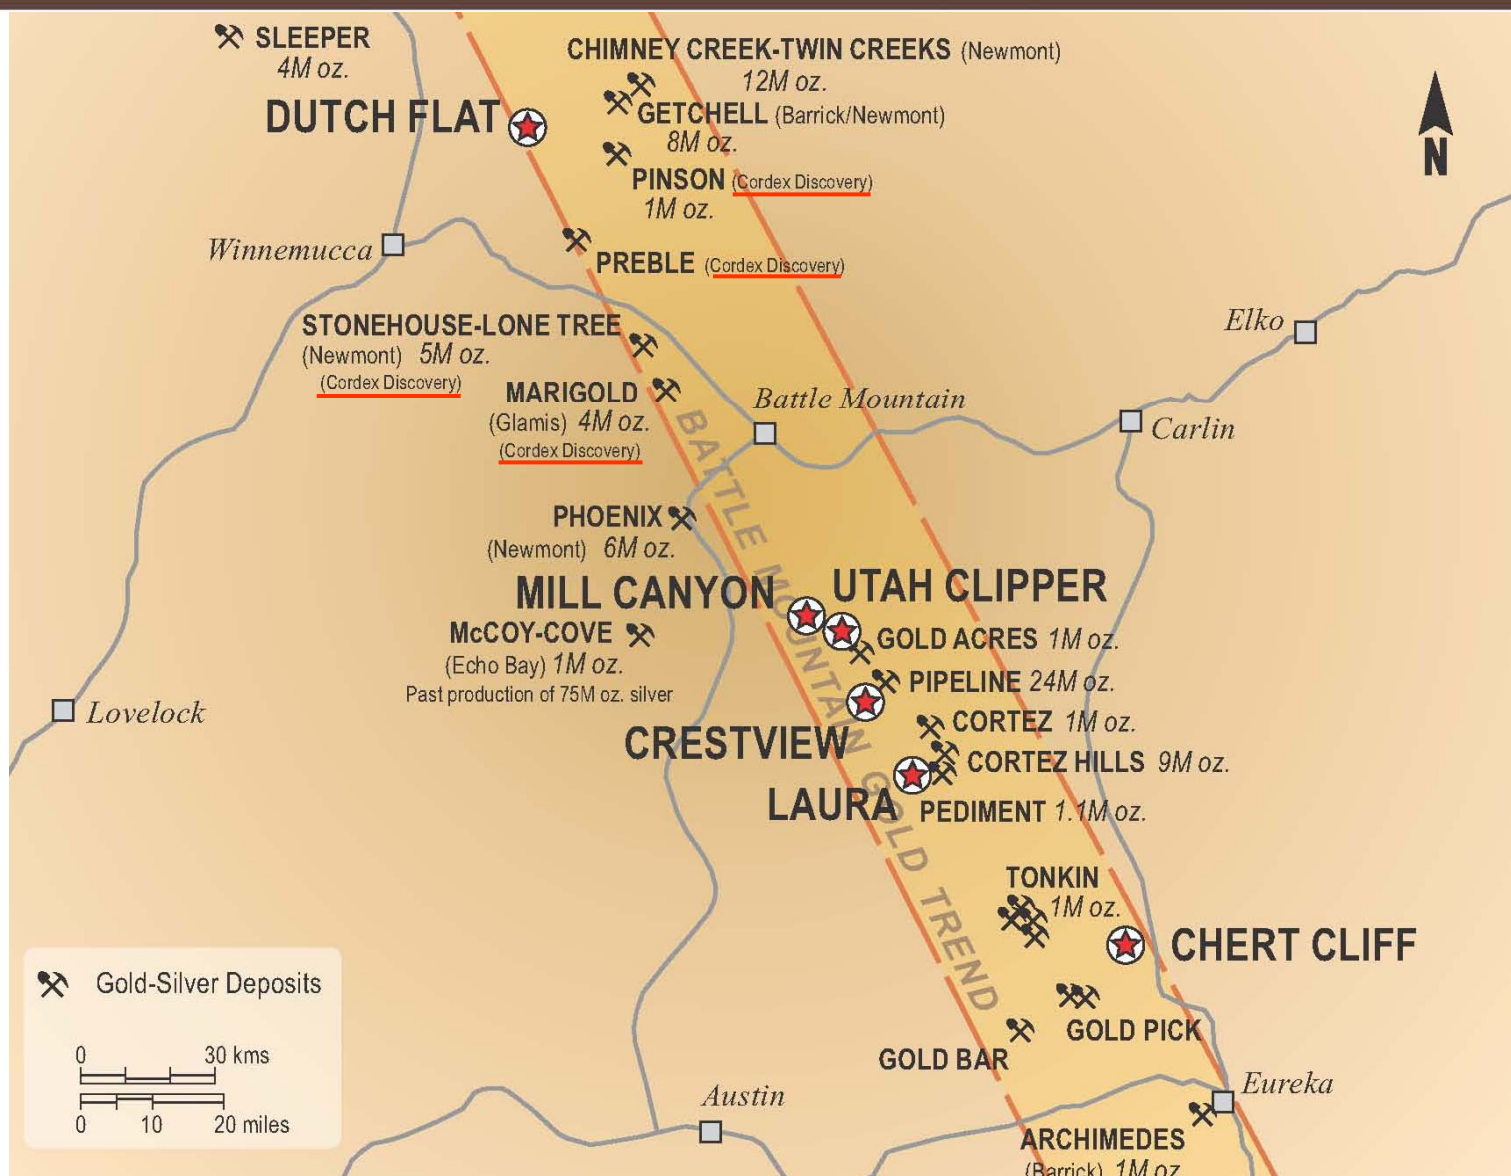 SLEEPER
4M oz.
CHIMNEY CREEK-TWIN CREEKS (Newmont)
12M oz.
DUTCH FLAT
GETCHELL (Barrick/Newmont)
8M oz.
N
PINSON (Cordex Discovery)
1M oz.
Winnemucca
PREBLE (Cordex Discovery)
STONEHOUSE-LONE TREE
(Newmont) 5M oz.
(Cordex Discovery)
Elko
MARIGOLD
(Glamis) 4M oz.
(Cordex Discovery)
Battle Mountain
Carlin
BATTLE MOUNTAIN GOLD TREND
PHOENIX
(Newmont) 6M oz.
MILL CANYON
UTAH CLIPPER
McCOY-COVE
(Echo Bay) 1M oz.
Past production of 75M oz. silver
GOLD ACRES 1M oz.
PIPELINE 24M oz.
Lovelock
CRESTVIEW
CORTEZ 1M oz.
CORTEZ HILLS 9M oz.
LAURA
PEDIMENT 1.1M oz.
TONKIN
1M oz.
CHERT CLIFF
GOLD PICK
GOLD BAR
Gold-Silver Deposits
0 30 kms
0 10 20 miles
Austin
Eureka
ARCHIMEDES
(Barrick) 1M oz.